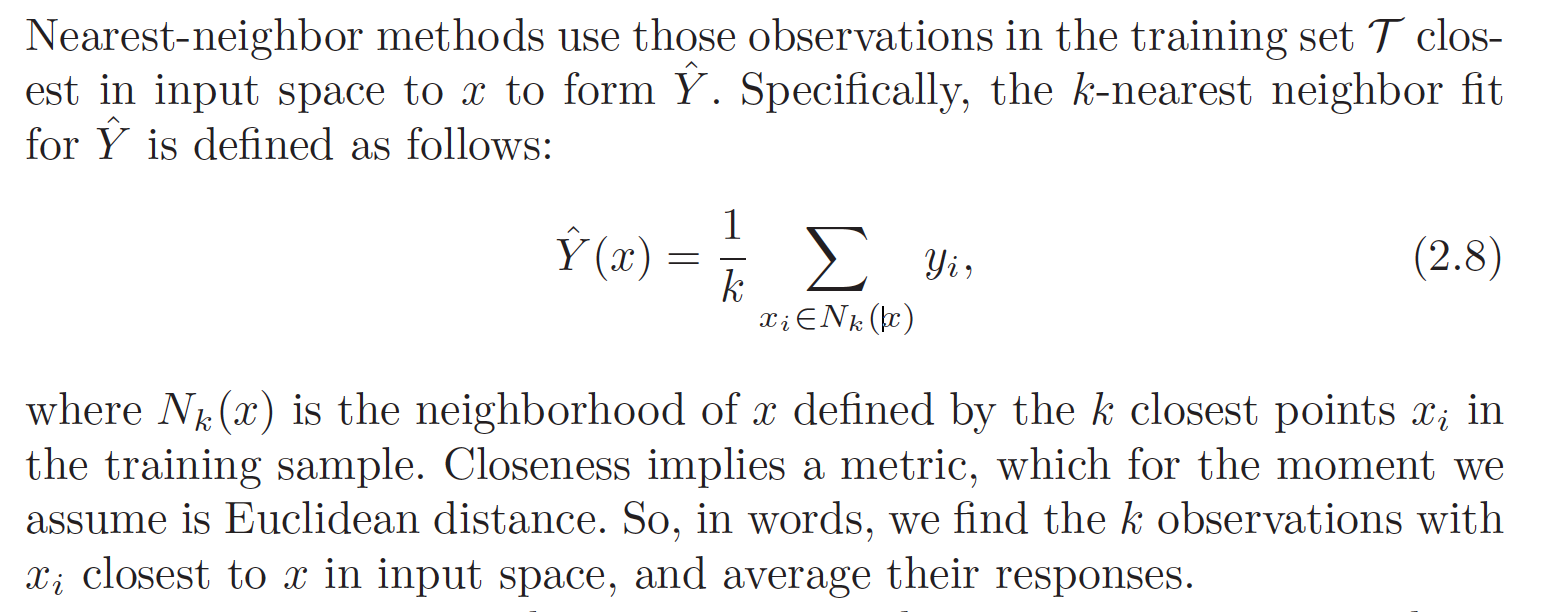 Nearest-neighbor methods use those observations in the training set 𝒯 clos-
est in input space to x to form Ŷ. Specifically, the k-nearest neighbor fit
for Ŷ is defined as follows:
Ŷ(x) = 1/k ∑_{x_i∈N_k(x)} y_i, (2.8)
where N_k(x) is the neighborhood of x defined by the k closest points x_i in
the training sample. Closeness implies a metric, which for the moment we
assume is Euclidean distance. So, in words, we find the k observations with
x_i closest to x in input space, and average their responses.